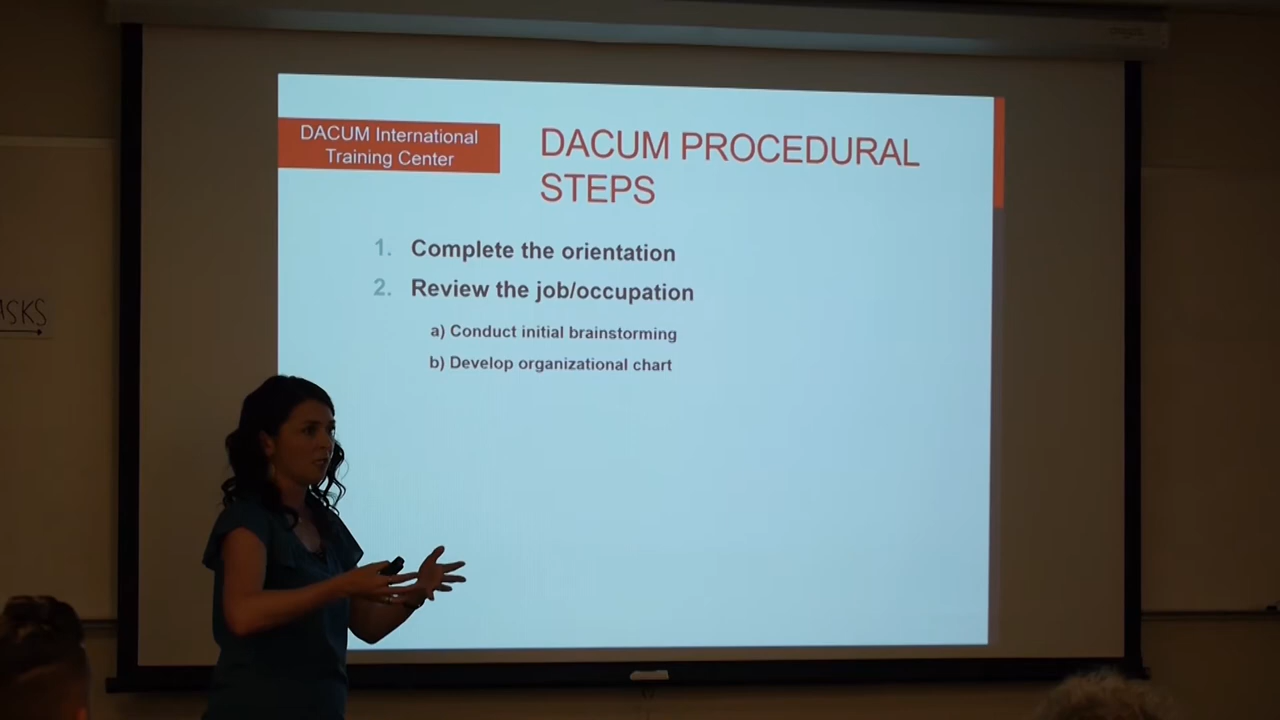 DACUM International
Training Center
DACUM PROCEDURAL
STEPS
1. Complete the orientation
2. Review the job/occupation
a) Conduct initial brainstorming
b) Develop organizational chart
ASKS